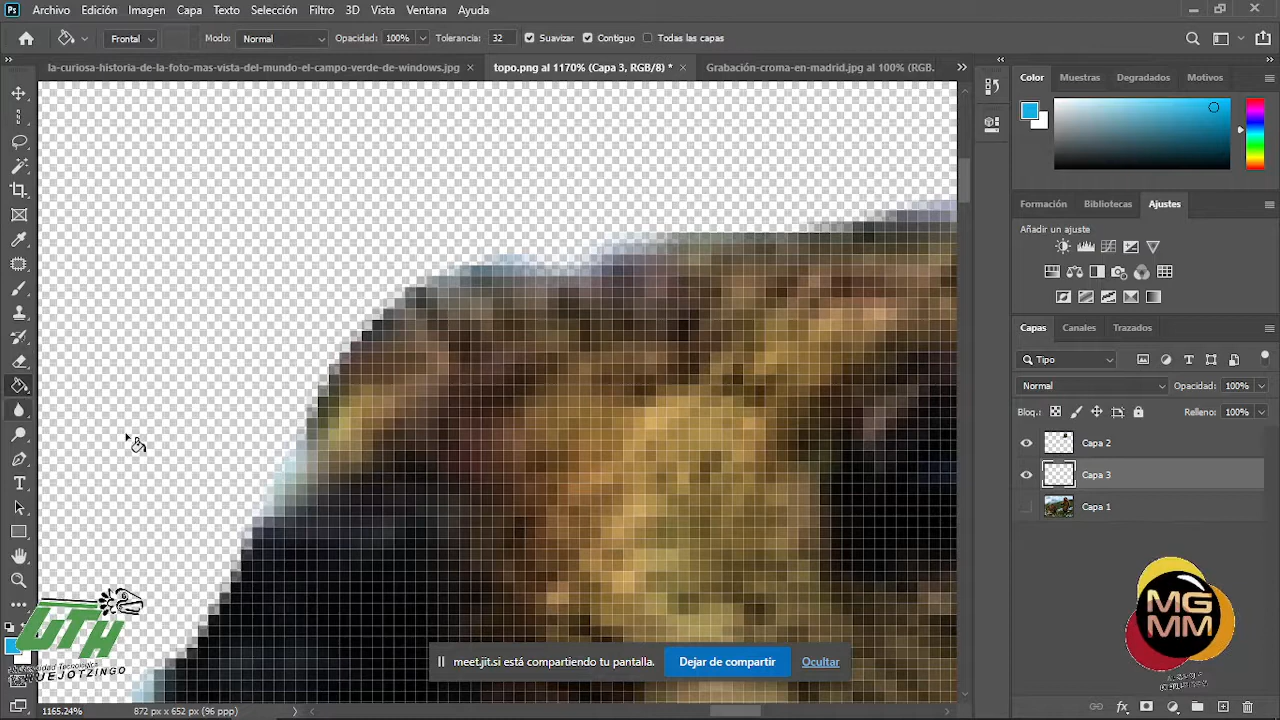 Ps Archivo Edición Imagen Capa Texto Selección Filtro 3D Vista Ventana Ayuda
Frontal Modo: Normal Opacidad: 100% Tolerancia: 32 Suavizar Contiguo Todas las capas
la-curiosa-historia-de-la-foto-mas-vista-del-mundo-el-campo-verde-de-windows.jpg × topo.png al 1170% (Capa 3, RGB/8) * × Grabación-croma-en-madrid.jpg al 100% (RGB.
Color Muestras Degradados Motivos
Formación Bibliotecas Ajustes
Añadir un ajuste
Capas Canales Trazados
Tipo
Normal Opacidad: 100%
Bloq.: Relleno: 100%
Capa 2
Capa 3
Capa 1
UTH
HUEJOTZINGO
MG
MM
meet.jit.si está compartiendo tu pantalla. Dejar de compartir Ocultar
1165.24% 872 px x 652 px (96 ppp)